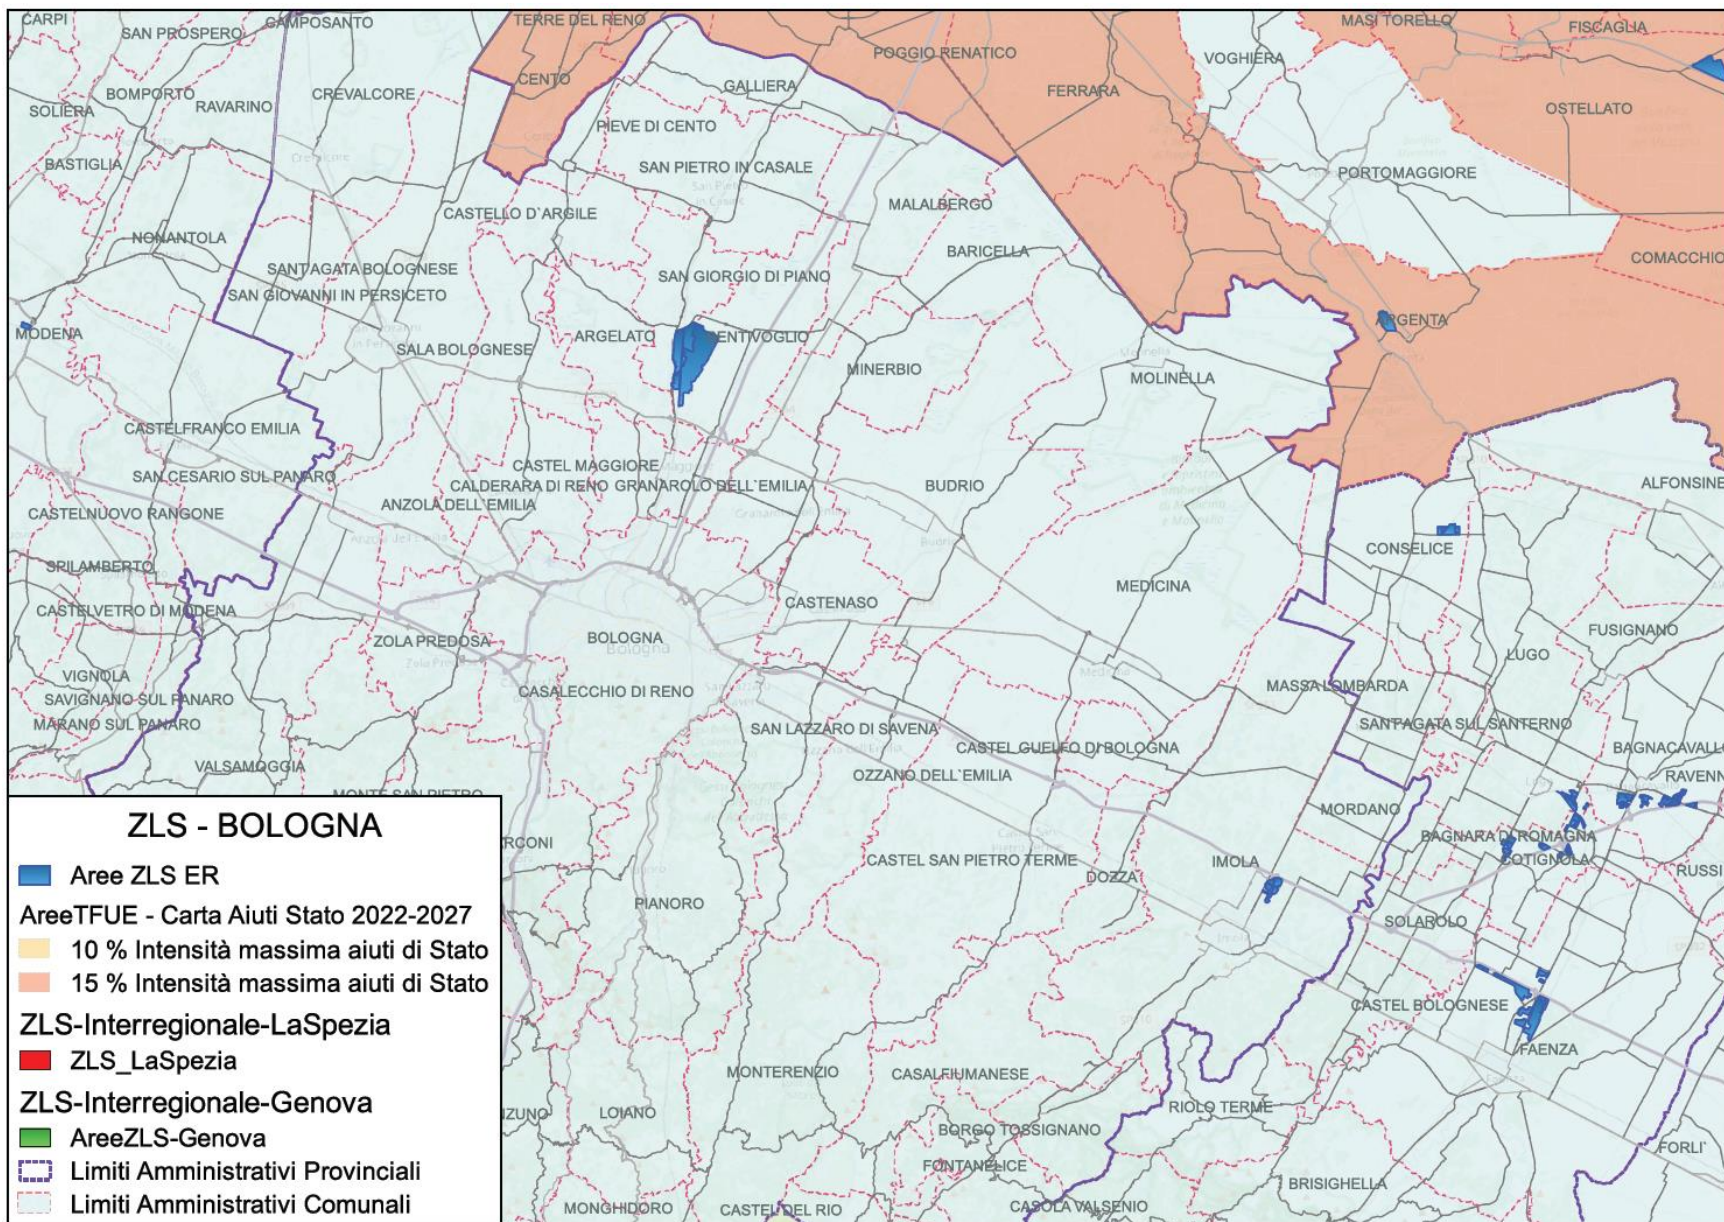 CARPI
SAN PROSPERO
CAMPOSANTO
TERRE DEL RENO
MASI TORELLO
FISCAGLIA
POGGIO RENATICO
VOGHIERA
CENTO
GALLIERA
FERRARA
BOMPORTO
RAVARINO
CREVALCORE
SOLIERA
OSTELLATO
PIEVE DI CENTO
BASTIGLIA
SAN PIETRO IN CASALE
PORTOMAGGIORE
CASTELLO D`ARGILE
MALALBERGO
NONANTOLA
BARICELLA
COMACCHIO
SANT'AGATA BOLOGNESE
SAN GIORGIO DI PIANO
SAN GIOVANNI IN PERSICETO
ARGENTA
MODENA
SALA BOLOGNESE
ARGELATO
BENTIVOGLIO
MINERBIO
MOLINELLA
CASTELFRANCO EMILIA
CASTEL MAGGIORE
SAN CESARIO SUL PANARO
CALDERARA DI RENO
GRANAROLO DELL`EMILIA
BUDRIO
ALFONSINE
ANZOLA DELL`EMILIA
CASTELNUOVO RANGONE
CONSELICE
SPILAMBERTO
MEDICINA
CASTELVETRO DI MODENA
CASTENASO
FUSIGNANO
ZOLA PREDOSA
BOLOGNA
Bologna
LUGO
VIGNOLA
CASALECCHIO DI RENO
MASSA LOMBARDA
SAVIGNANO SUL PANARO
MARANO SUL PANARO
SAN LAZZARO DI SAVENA
SANT'AGATA SUL SANTERNO
CASTEL GUELFO DI BOLOGNA
BAGNACAVALLO
VALSAMOGGIA
OZZANO DELL`EMILIA
RAVENN
MONTE SAN PIETRO
MORDANO
ZLS - BOLOGNA
RCONI
BAGNARA DI ROMAGNA
COTIGNOLA
CASTEL SAN PIETRO TERME
IMOLA
DOZZA
RUSSI
Aree ZLS ER
PIANORO
SOLAROLO
AreeTFUE - Carta Aiuti Stato 2022-2027
10 % Intensità massima aiuti di Stato
15 % Intensità massima aiuti di Stato
CASTEL BOLOGNESE
ZLS-Interregionale-LaSpezia
FAENZA
ZLS_LaSpezia
MONTERENZIO
CASALFIUMANESE
ZLS-Interregionale-Genova
NZUNO
LOIANO
RIOLO TERME
AreeZLS-Genova
BORGO TOSSIGNANO
FORLI`
Limiti Amministrativi Provinciali
FONTANELICE
BRISIGHELLA
Limiti Amministrativi Comunali
MONGHIDORO
CASTEL DEL RIO
CASOLA VALSENIO